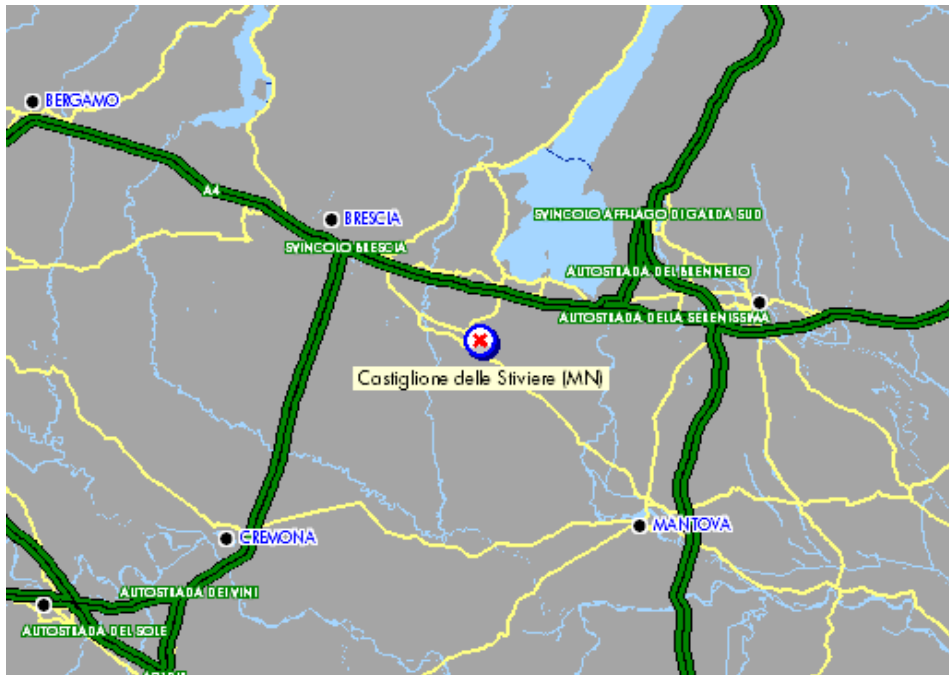 BERGAMO
A4
BRESCIA
SVINCOLO AFFI-LAGO DI GARDA SUD
SVINCOLO BRESCIA
AUTOSTRADA DEL BRENNERO
AUTOSTRADA DELLA SERENISSIMA
Castiglione delle Stiviere (MN)
MANTOVA
CREMONA
AUTOSTRADA DEI VINI
AUTOSTRADA DEL SOLE